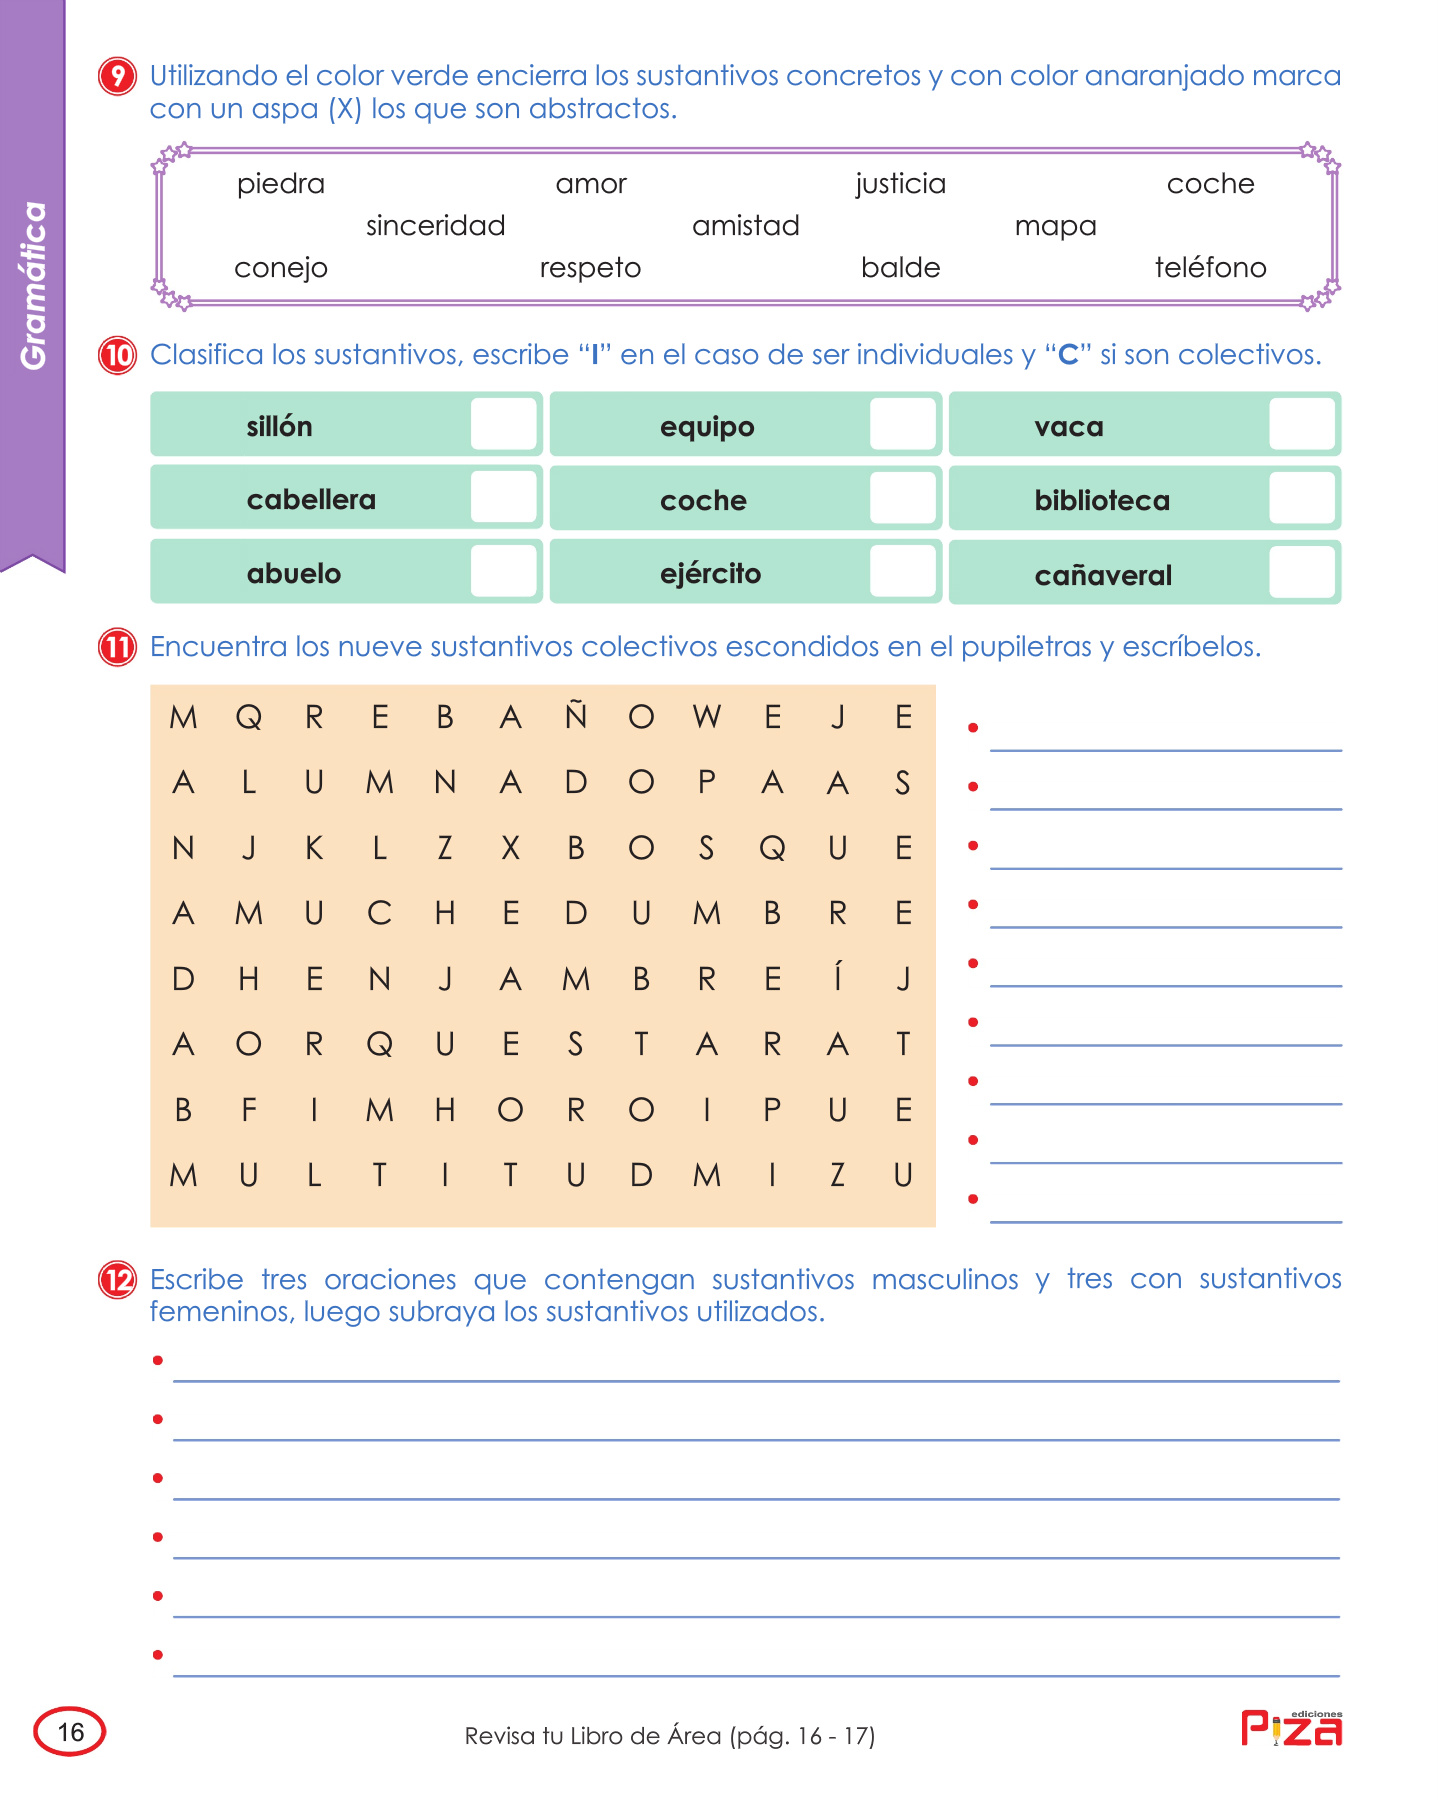 Gramática
9 Utilizando el color verde encierra los sustantivos concretos y con color anaranjado marca
con un aspa (X) los que son abstractos.
piedra amor justicia coche
sinceridad amistad mapa
conejo respeto balde teléfono
10 Clasifica los sustantivos, escribe “I” en el caso de ser individuales y “C” si son colectivos.
sillón equipo vaca
cabellera coche biblioteca
abuelo ejército cañaveral
11 Encuentra los nueve sustantivos colectivos escondidos en el pupiletras y escríbelos.
M Q R E B A Ñ O W E J E
A L U M N A D O P A A S
N J K L Z X B O S Q U E
A M U C H E D U M B R E
D H E N J A M B R E Í J
A O R Q U E S T A R A T
B F I M H O R O I P U E
M U L T I T U D M I Z U
12 Escribe tres oraciones que contengan sustantivos masculinos y tres con sustantivos
femeninos, luego subraya los sustantivos utilizados.
16
Revisa tu Libro de Área (pág. 16 - 17)
ediciones
Piza